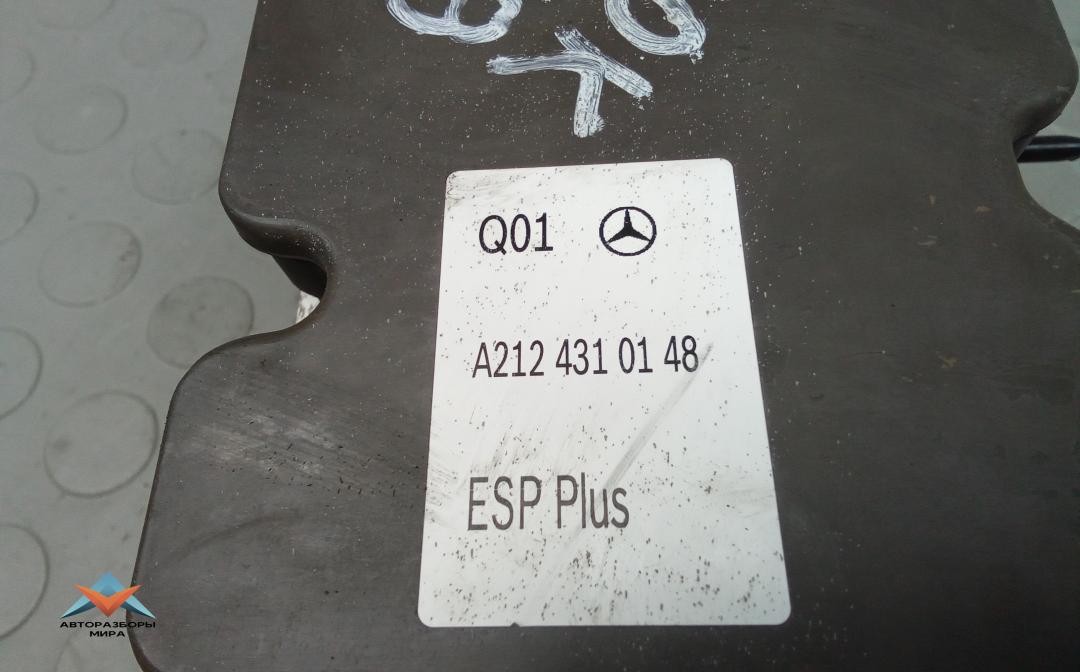 Q01
A212 431 01 48
ESP Plus
АВТОРАЗБОРЫ
МИРА